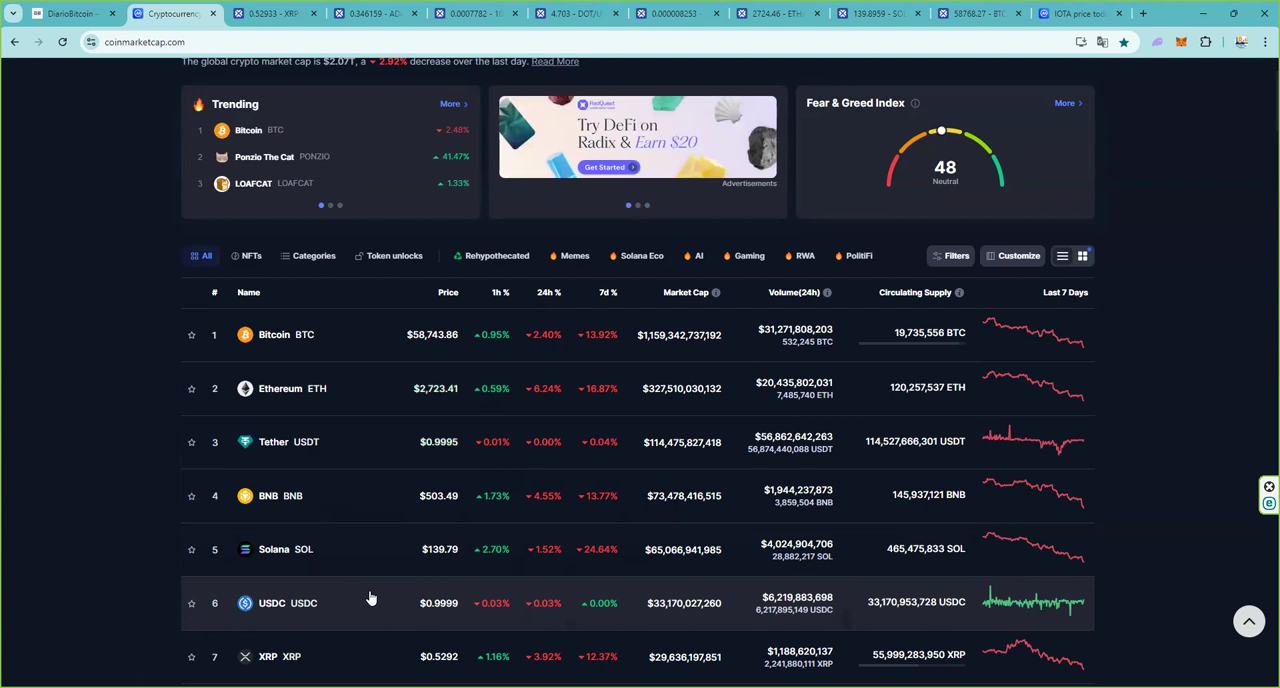 DiarioBitcoin -
Cryptocurrency
0.52933 - XRP
0.346159 - AD
0.0007782 - 10
4.703 - DOT/U
0.000008253 -
2724.46 - ETH
139.8959 - SO
58768.27 - BTC
IOTA price tod
coinmarketcap.com
The global crypto market cap is $2.07T, a 2.92% decrease over the last day. Read More
Trending More
1 Bitcoin BTC 2.48%
2 Ponzio The Cat PONZIO 41.47%
3 LOAFCAT LOAFCAT 1.33%
RedQuest
Try DeFi on
Radix & Earn $20
Get Started
Advertisements
Fear & Greed Index More
48
Neutral
All NFTs Categories Token unlocks Rehypothecated Memes Solana Eco AI Gaming RWA PolitiFi Filters Customize
# Name Price 1h % 24h % 7d % Market Cap Volume(24h) Circulating Supply Last 7 Days
1 Bitcoin BTC $58,743.86 0.95% 2.40% 13.92% $1,159,342,737,192 $31,271,808,203 19,735,556 BTC
532,245 BTC
2 Ethereum ETH $2,723.41 0.59% 6.24% 16.87% $327,510,030,132 $20,435,802,031 120,257,537 ETH
7,485,740 ETH
3 Tether USDT $0.9995 0.01% 0.00% 0.04% $114,475,827,418 $56,862,642,263 114,527,666,301 USDT
56,874,440,088 USDT
4 BNB BNB $503.49 1.73% 4.55% 13.77% $73,478,416,515 $1,944,237,873 145,937,121 BNB
3,859,504 BNB
5 Solana SOL $139.79 2.70% 1.52% 24.64% $65,066,941,985 $4,024,904,706 465,475,833 SOL
28,882,217 SOL
6 USDC USDC $0.9999 0.03% 0.03% 0.00% $33,170,027,260 $6,219,883,698 33,170,953,728 USDC
6,217,895,149 USDC
7 XRP XRP $0.5292 1.16% 3.92% 12.37% $29,636,197,851 $1,188,620,137 55,999,283,950 XRP
2,241,880,111 XRP